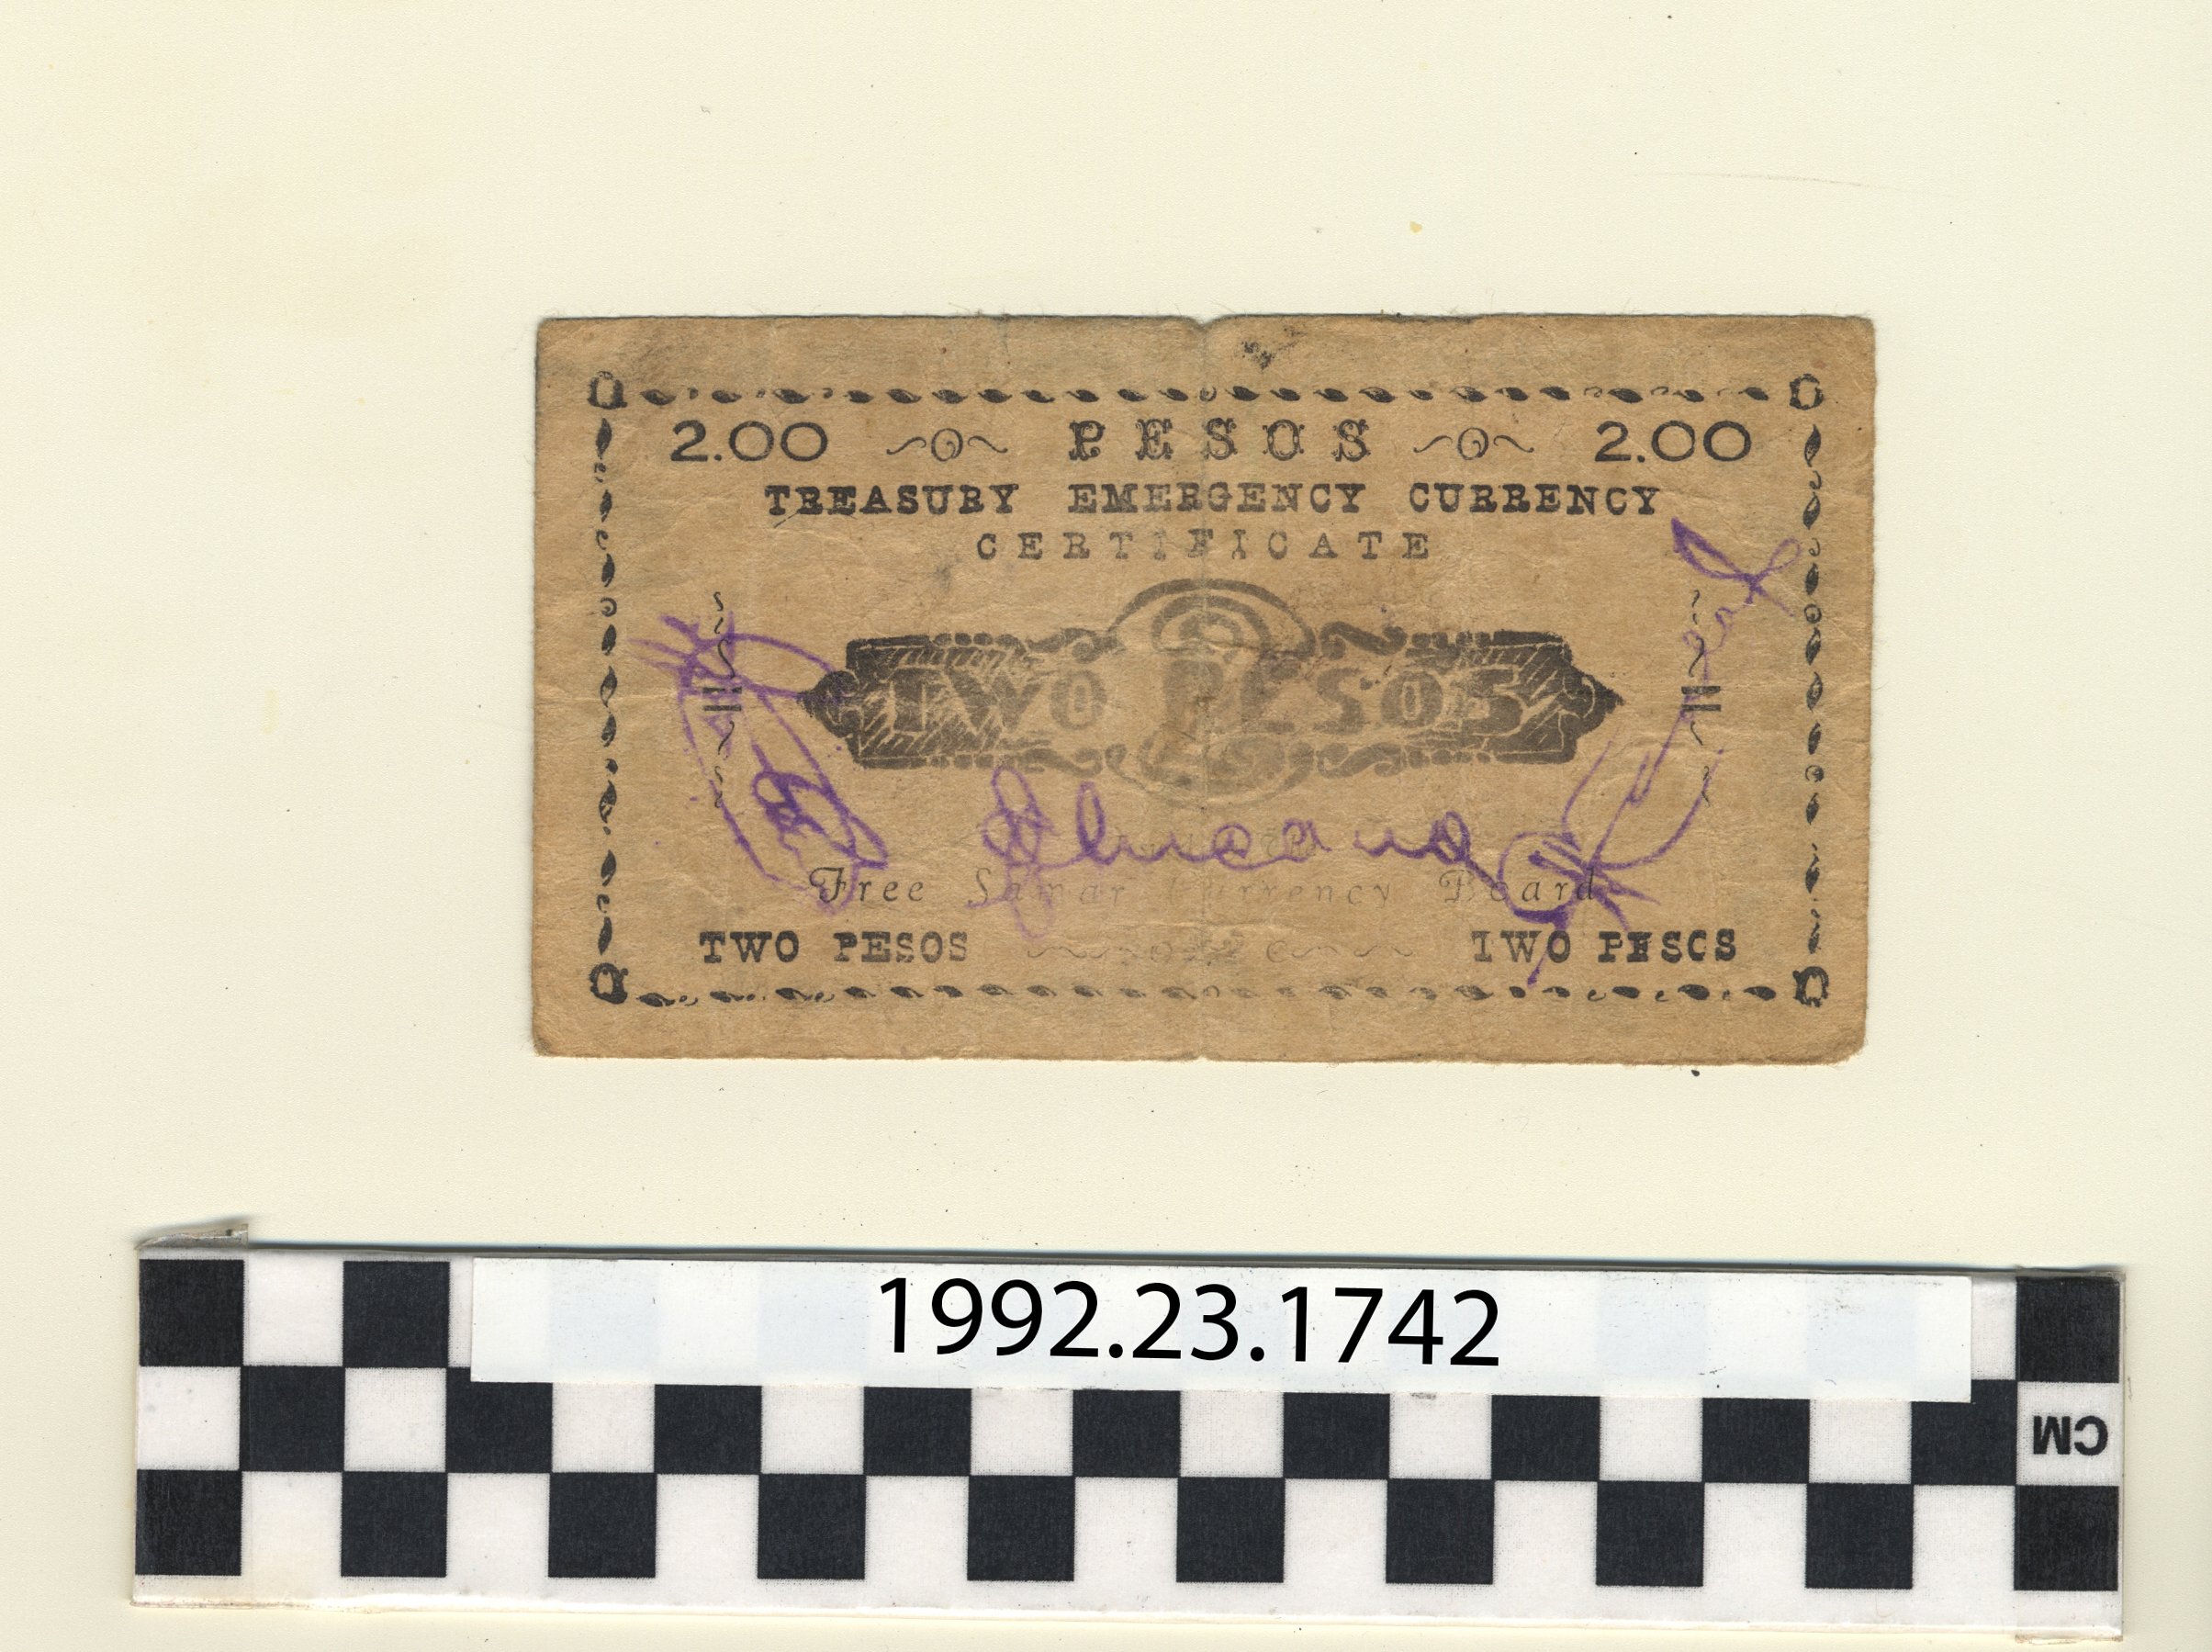 2.00 PESOS 2.00
TREASURY EMERGENCY CURRENCY
CERTIFICATE
TWO PESOS
Free Samar Currency Board
TWO PESOS TWO PESOS
1992.23.1742
CM